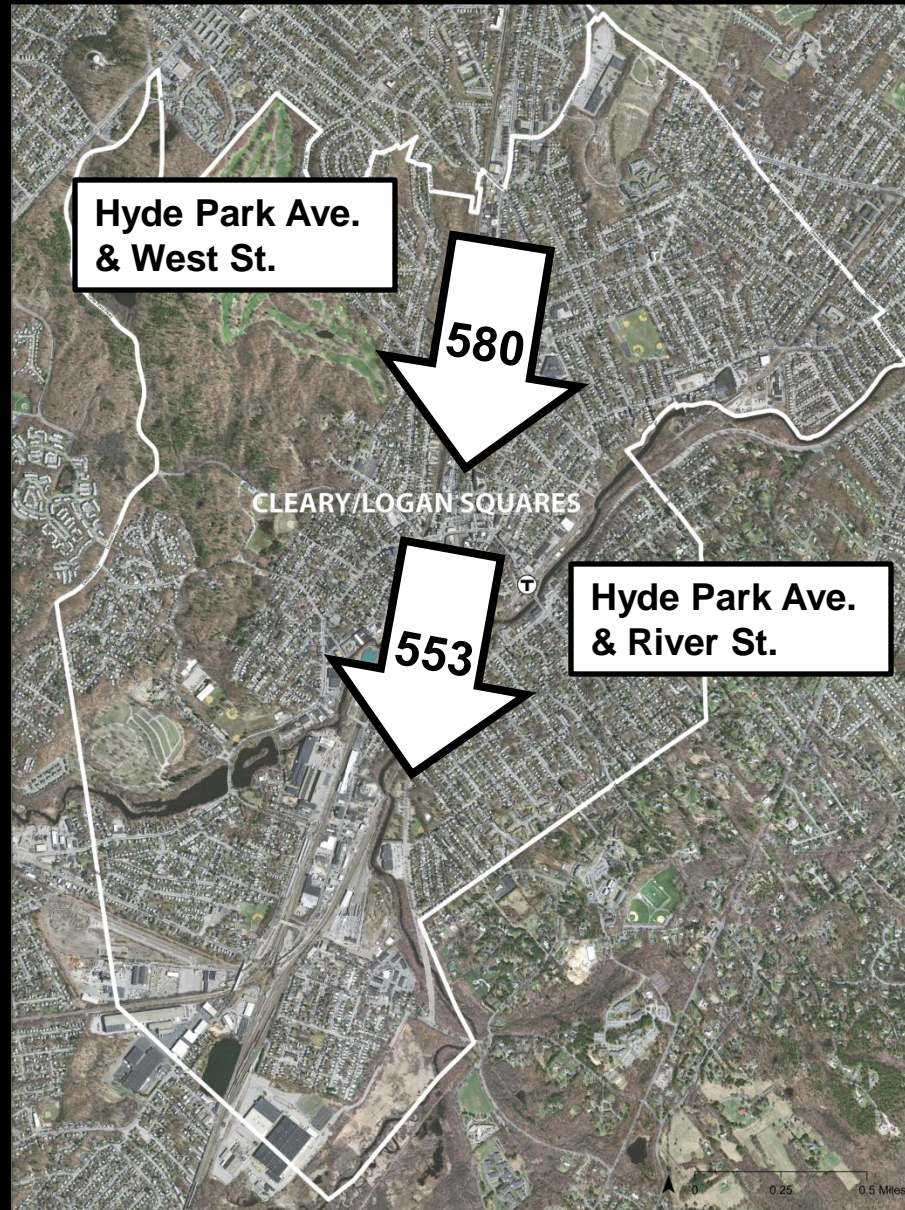 Hyde Park Ave.
& West St.
580
CLEARY/LOGAN SQUARES
T
Hyde Park Ave.
& River St.
553
0 0.25 0.5 Miles